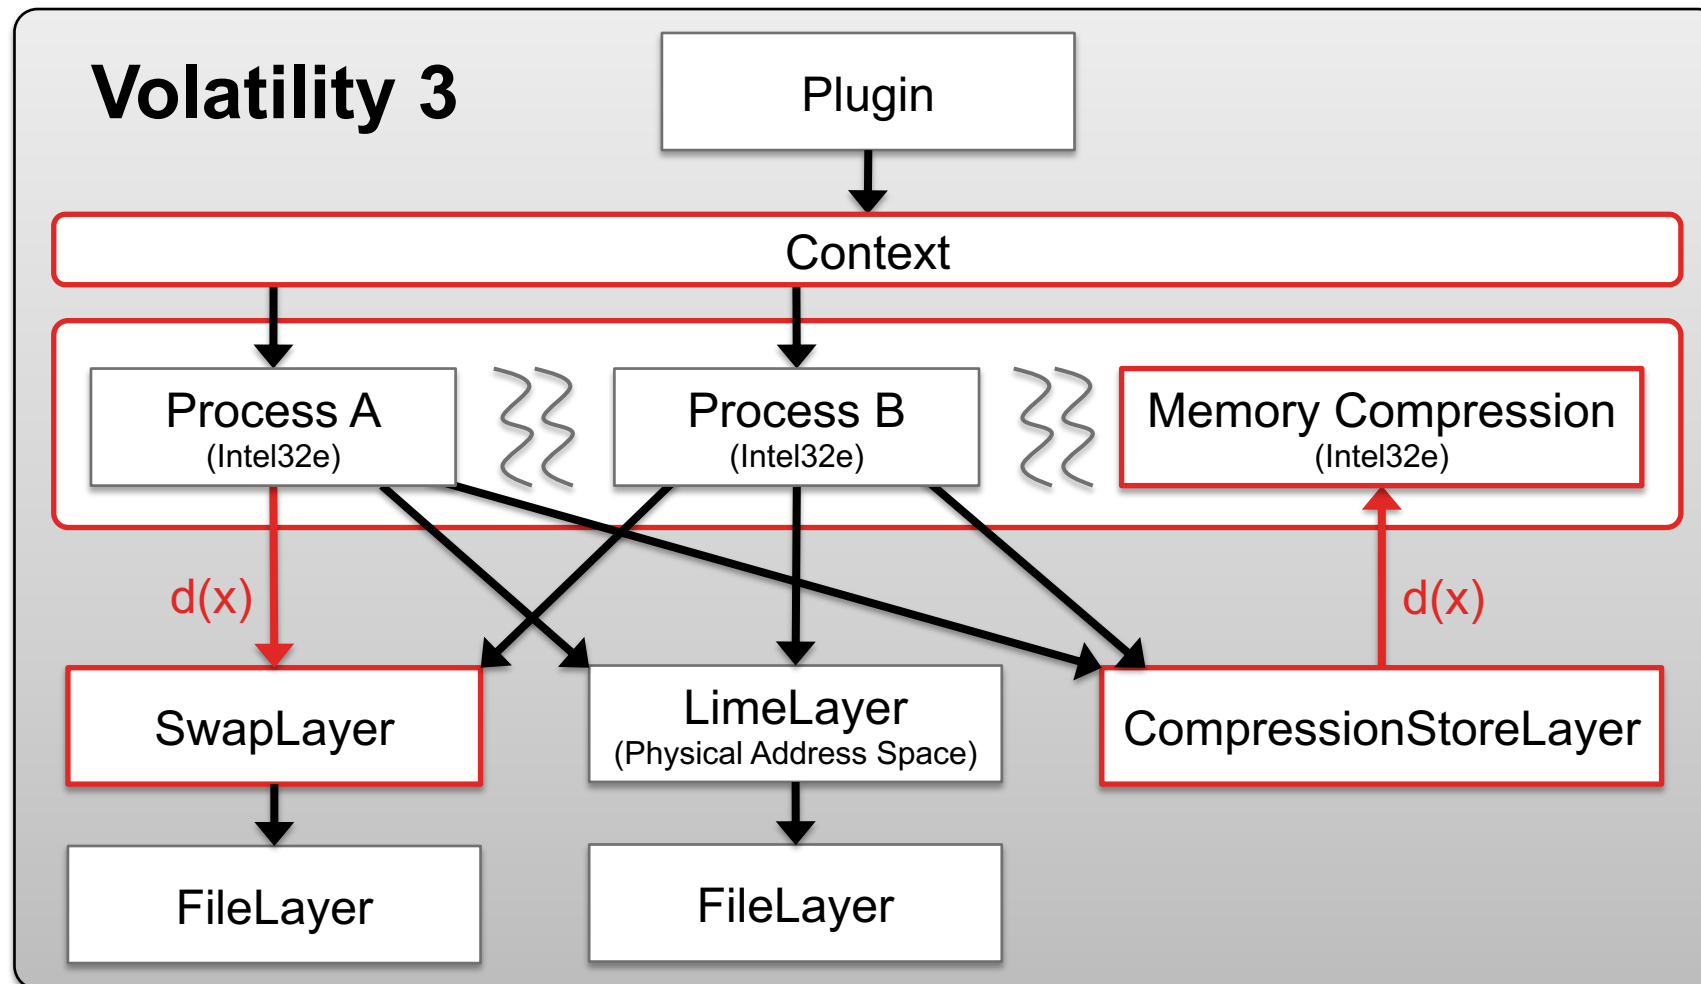 Volatility 3
Plugin
Context
Process A
(Intel32e)
Process B
(Intel32e)
Memory Compression
(Intel32e)
d(x)
d(x)
SwapLayer
LimeLayer
(Physical Address Space)
CompressionStoreLayer
FileLayer
FileLayer